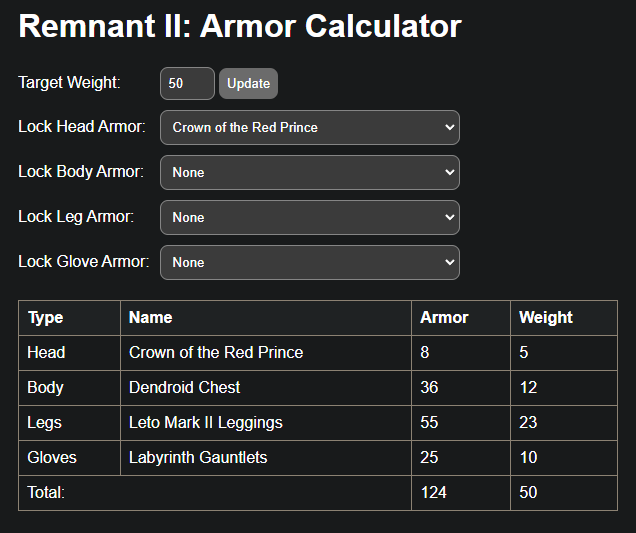 Remnant II: Armor Calculator
Target Weight: 50 Update
Lock Head Armor: Crown of the Red Prince
Lock Body Armor: None
Lock Leg Armor: None
Lock Glove Armor: None
Type Name Armor Weight
Head Crown of the Red Prince 8 5
Body Dendroid Chest 36 12
Legs Leto Mark II Leggings 55 23
Gloves Labyrinth Gauntlets 25 10
Total: 124 50